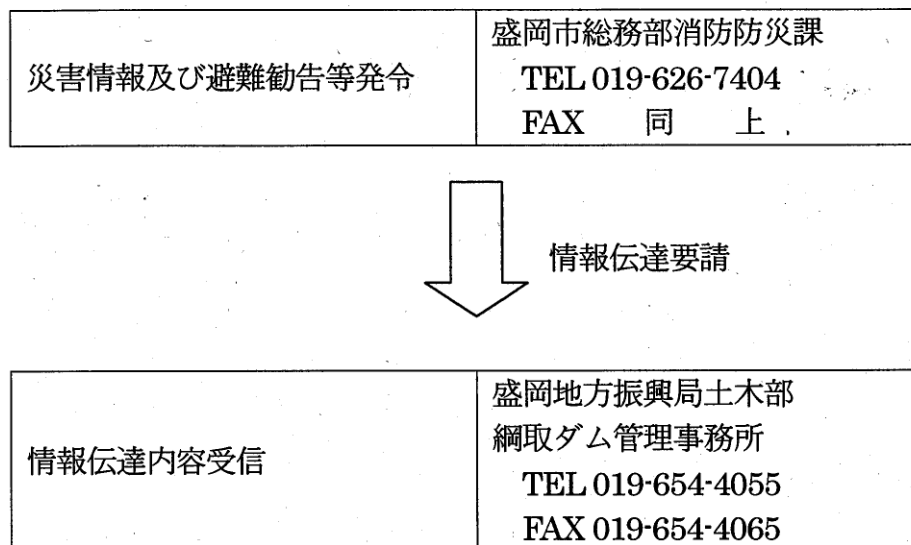 災害情報及び避難勧告等発令
盛岡市総務部消防防災課
TEL 019-626-7404
FAX 同 上
情報伝達要請
情報伝達内容受信
盛岡地方振興局土木部
綱取ダム管理事務所
TEL 019-654-4055
FAX 019-654-4065